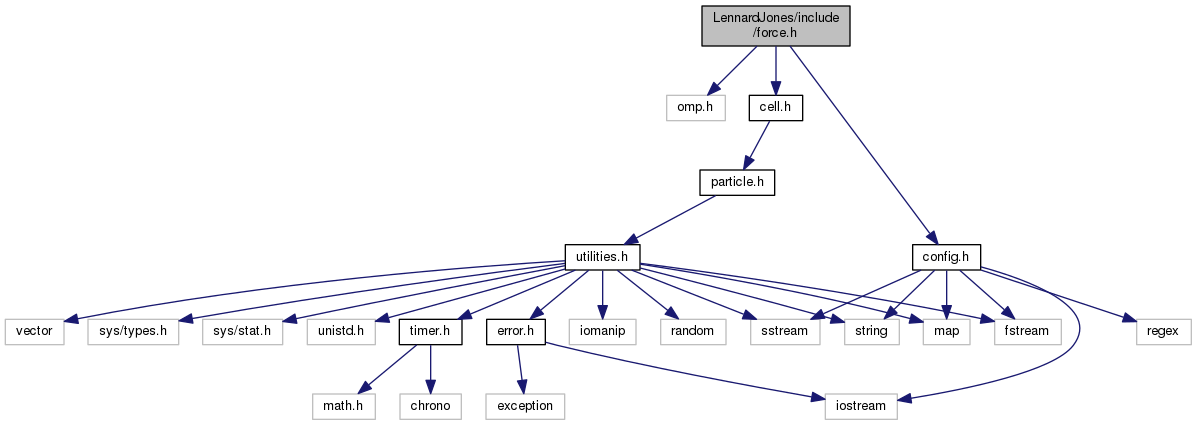 LennardJones/include
/force.h
omp.h
cell.h
particle.h
utilities.h
config.h
vector
sys/types.h
sys/stat.h
unistd.h
timer.h
error.h
iomanip
random
sstream
string
map
fstream
regex
math.h
chrono
exception
iostream